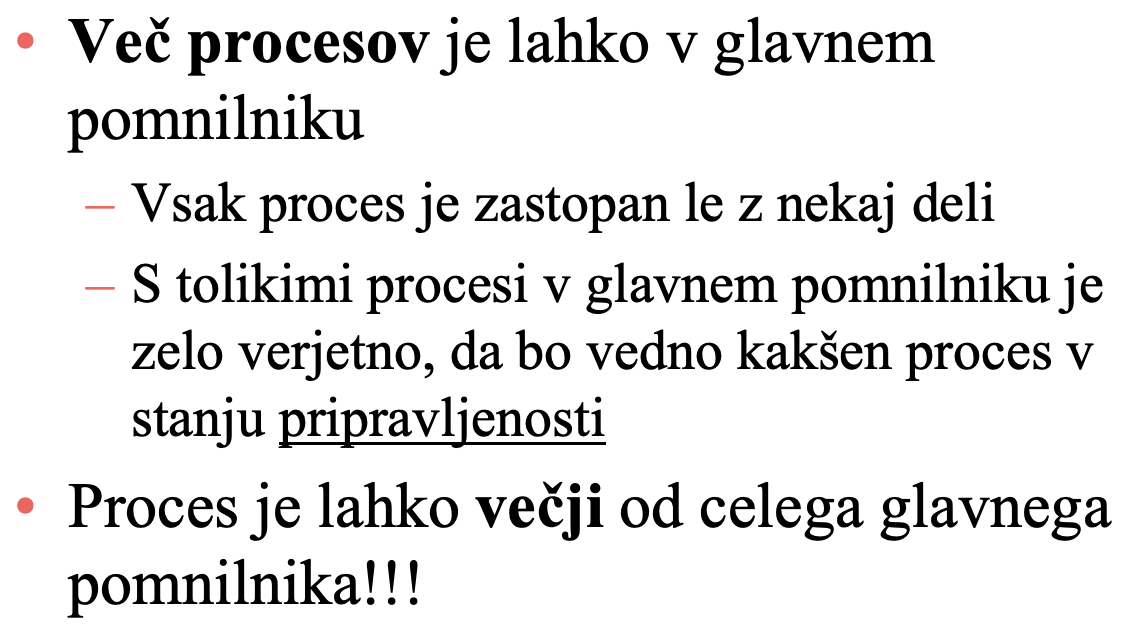 • Več procesov je lahko v glavnem
pomnilniku
– Vsak proces je zastopan le z nekaj deli
– S tolikimi procesi v glavnem pomnilniku je
zelo verjetno, da bo vedno kakšen proces v
stanju pripravljenosti
• Proces je lahko večji od celega glavnega
pomnilnika!!!